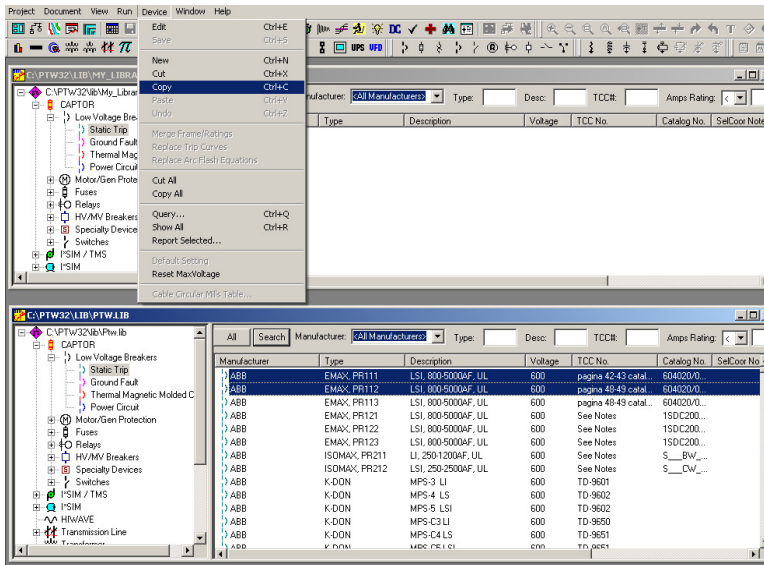 Project Document View Run Device Window Help
UPS VFD
Edit Ctrl+E
Save Ctrl+S
New Ctrl+N
Cut Ctrl+X
Copy Ctrl+C
Paste Ctrl+V
Undo Ctrl+Z
Merge Frame/Ratings
Replace Trip Curves
Replace Arc Flash Equations
Cut All
Copy All
Query... Ctrl+Q
Show All Ctrl+R
Report Selected...
Default Setting
Reset MaxVoltage
Cable Circular Mils Table...
C:\PTW32\LIB\MY_LIBRA
C:\PTW32\LIB\My_Librar
CAPTOR
Low Voltage Bre
Static Trip
Ground Fault
Thermal Mag
Power Circuit
Motor/Gen Prote
Fuses
Relays
HV/MV Breakers
Specialty Device
Switches
I*SIM / TMS
I*SIM
nufacturer: <All Manufacturers> Type: Desc: TCC#: Amps Rating: <
Type Description Voltage TCC No. Catalog No. SelCoor Note
C:\PTW32\LIB\PTW.LIB
C:\PTW32\lib\Ptw.lib
CAPTOR
Low Voltage Breakers
Static Trip
Ground Fault
Thermal Magnetic Molded C
Power Circuit
Motor/Gen Protection
Fuses
Relays
HV/MV Breakers
Specialty Devices
Switches
I*SIM / TMS
I*SIM
HIWAVE
Transmission Line
Transformer
All Search Manufacturer: <All Manufacturers> Type: Desc: TCC#: Amps Rating: <
Manufacturer Type Description Voltage TCC No. Catalog No. SelCoor No
ABB EMAX, PR111 LSI, 800-5000AF, UL 600 pagina 42-43 catal... 604020/0...
ABB EMAX, PR112 LSI, 800-5000AF, UL 600 pagina 48-49 catal... 604020/0...
ABB EMAX, PR113 LSI, 800-5000AF, UL 600 pagina 48-49 catal... 604020/0...
ABB EMAX, PR121 LSI, 800-5000AF, UL 600 See Notes 1SDC200...
ABB EMAX, PR122 LSI, 800-5000AF, UL 600 See Notes 1SDC200...
ABB EMAX, PR123 LSI, 800-5000AF, UL 600 See Notes 1SDC200...
ABB ISOMAX, PR211 LI, 250-1200AF, UL 600 See Notes S___BW_...
ABB ISOMAX, PR212 LSI, 250-2500AF, UL 600 See Notes S___CW_...
ABB K-DON MPS-3 LI 600 TD-9601
ABB K-DON MPS-4 LS 600 TD-9602
ABB K-DON MPS-5 LSI 600 TD-9602
ABB K-DON MPS-C3 LI 600 TD-9650
ABB K-DON MPS-C4 LS 600 TD-9651
ABB K-DON MPS-C5 LSI 600 TD-9651